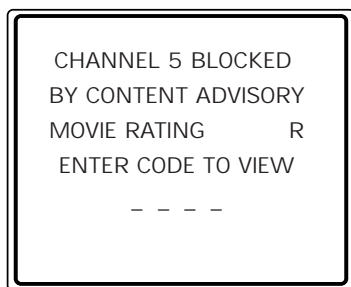 CHANNEL 5 BLOCKED
BY CONTENT ADVISORY
MOVIE RATING R
ENTER CODE TO VIEW
_ _ _ _